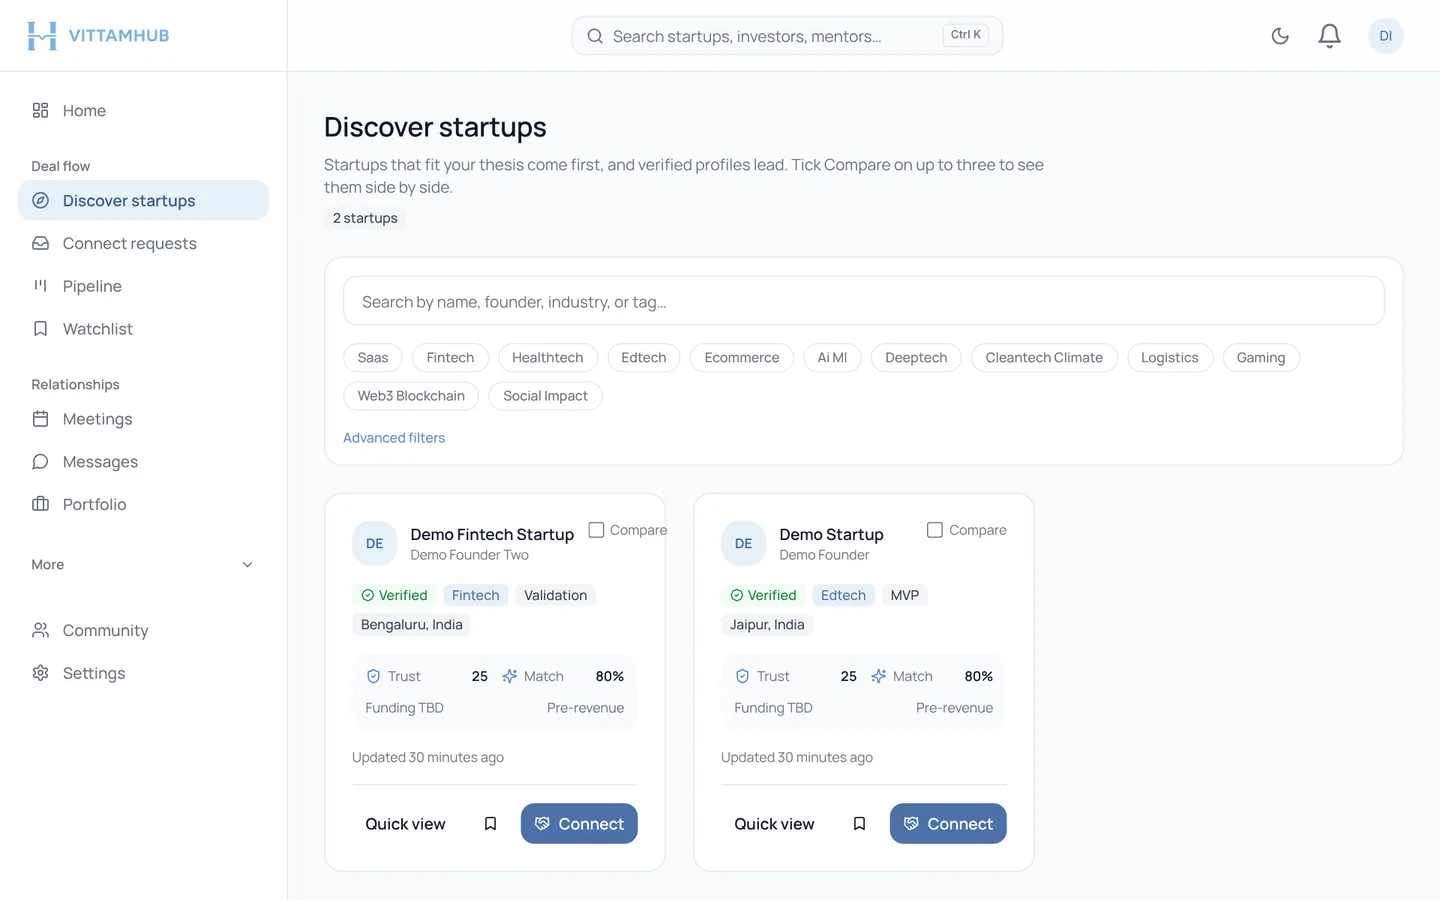 VITTAMHUB
Search startups, investors, mentors...
Ctrl K
DI
Home
Deal flow
Discover startups
Connect requests
Pipeline
Watchlist
Relationships
Meetings
Messages
Portfolio
More
Community
Settings
Discover startups
Startups that fit your thesis come first, and verified profiles lead. Tick Compare on up to three to see
them side by side.
2 startups
Search by name, founder, industry, or tag...
Saas Fintech Healthtech Edtech Ecommerce Ai Ml Deeptech Cleantech Climate Logistics Gaming
Web3 Blockchain Social Impact
Advanced filters
DE
Demo Fintech Startup
Compare
Demo Founder Two
Verified Fintech Validation
Bengaluru, India
Trust 25 Match 80%
Funding TBD Pre-revenue
Updated 30 minutes ago
Quick view Connect
DE
Demo Startup
Compare
Demo Founder
Verified Edtech MVP
Jaipur, India
Trust 25 Match 80%
Funding TBD Pre-revenue
Updated 30 minutes ago
Quick view Connect